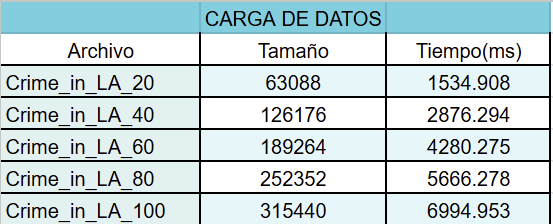 CARGA DE DATOS
Archivo Tamaño Tiempo(ms)
Crime_in_LA_20 63088 1534.908
Crime_in_LA_40 126176 2876.294
Crime_in_LA_60 189264 4280.275
Crime_in_LA_80 252352 5666.278
Crime_in_LA_100 315440 6994.953